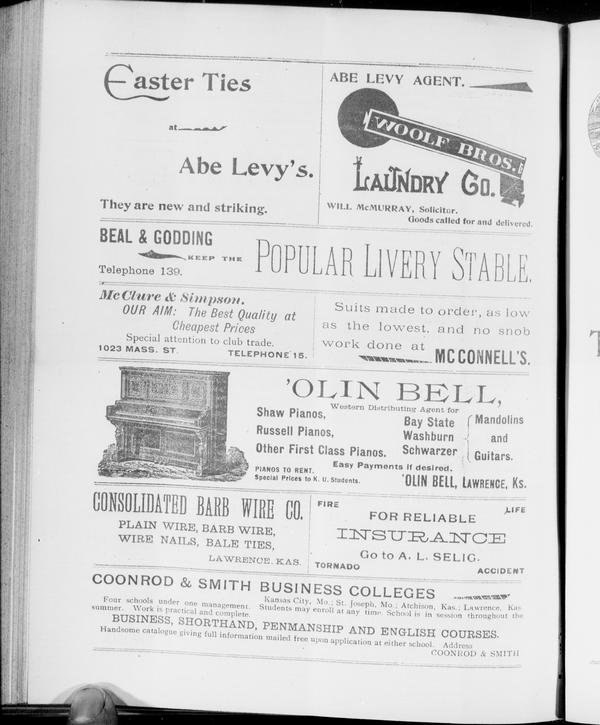 Easter Ties
at
Abe Levy's.
They are new and striking.
ABE LEVY AGENT.
WOOLF BROS.
LAUNDRY CO.
WILL McMURRAY, Solicitor.
Goods called for and delivered.
BEAL & GODDING
KEEP THE
Telephone 139.
POPULAR LIVERY STABLE.
McClure & Simpson.
OUR AIM: The Best Quality at
Cheapest Prices
Special attention to club trade.
1023 MASS. ST. TELEPHONE 15.
Suits made to order, as low
as the lowest, and no snob
work done at
MCCONNELL'S.
'OLIN BELL,
Western Distributing Agent for
Shaw Pianos,
Russell Pianos,
Other First Class Pianos.
Bay State
Washburn
Schwarzer
Mandolins
and
Guitars.
PIANOS TO RENT. Easy Payments if desired.
Special Prices to K. U. Students. 'OLIN BELL, LAWRENCE, KS.
CONSOLIDATED BARB WIRE CO.
PLAIN WIRE, BARB WIRE,
WIRE NAILS, BALE TIES,
LAWRENCE, KAS.
FIRE LIFE
FOR RELIABLE
INSURANCE
Go to A. L. SELIG.
TORNADO ACCIDENT
COONROD & SMITH BUSINESS COLLEGES
Four schools under one management. Kansas City, Mo.; St. Joseph, Mo.; Atchison, Kas.; Lawrence, Kas
summer. Work is practical and complete. Students may enroll at any time. School is in session throughout the
BUSINESS, SHORTHAND, PENMANSHIP AND ENGLISH COURSES.
Handsome catalogue giving full information mailed free upon application at either school. Address
COONROD & SMITH